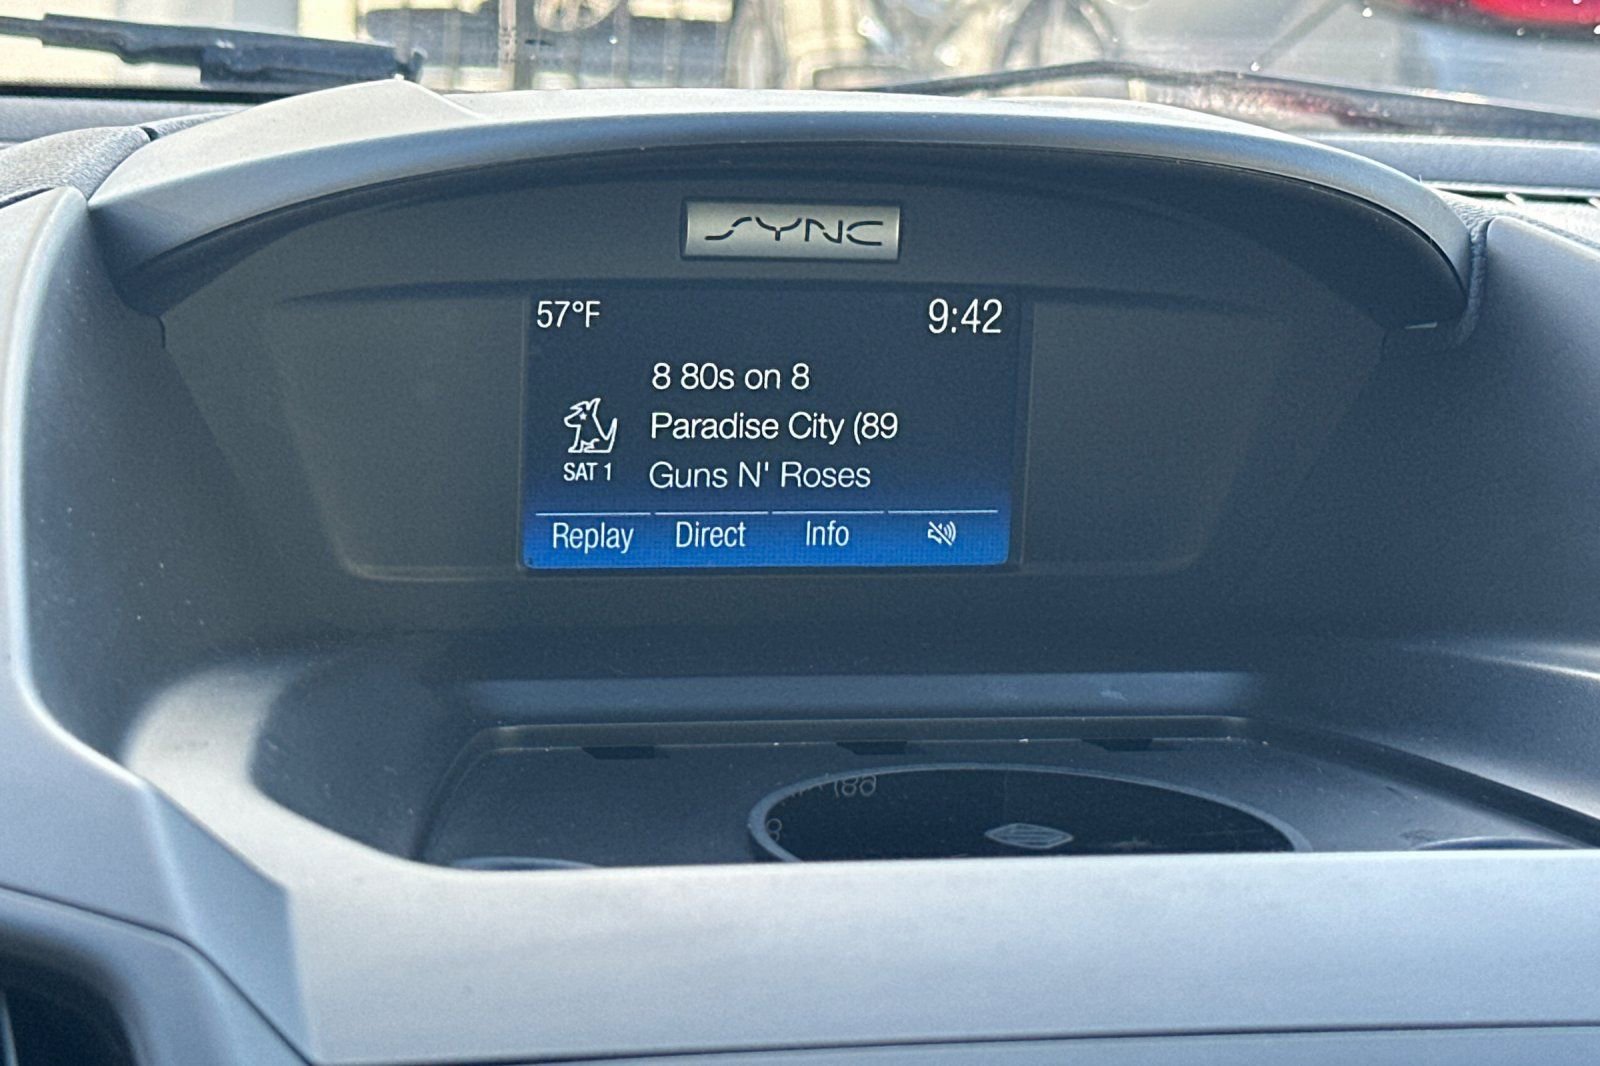 SYNC
57°F 9:42
8 80s on 8
Paradise City (89
SAT 1 Guns N' Roses
Replay Direct Info